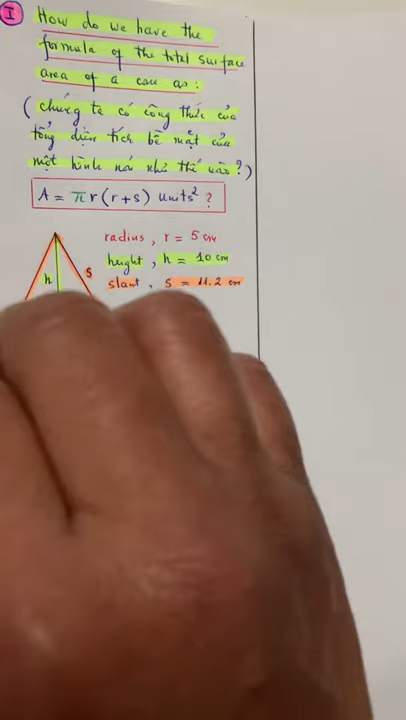 I How do we have the
formula of the total surface
area of a cone as:
(chúng ta có công thức của
tổng diện tích bề mặt của
một hình nón như thế nào?)
A = πr(r+s) units² ?
radius, r = 5 cm
height, h = 10 cm
slant, s = 11.2 cm
h
s